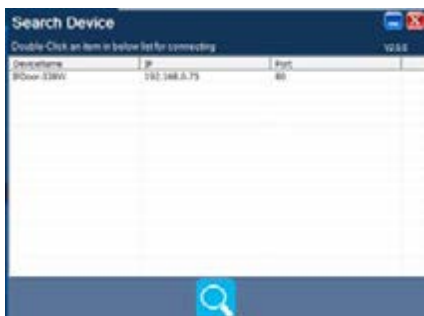 Search Device
Double-Click an item in below list for connecting
DeviceName IP Port
192.168.0.75 80